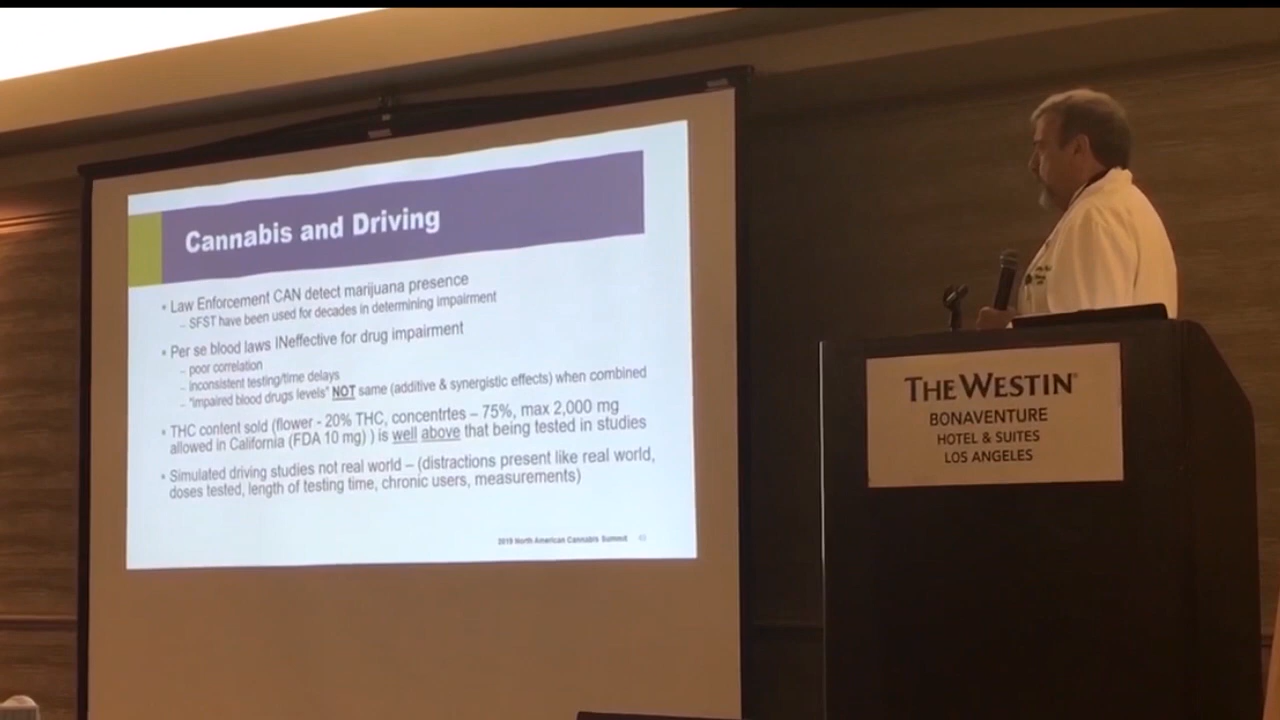 Cannabis and Driving
▪ Law Enforcement CAN detect marijuana presence
– SFST have been used for decades in determining impairment
▪ Per se blood laws INeffective for drug impairment
– poor correlation
– inconsistent testing/time delays
– "impaired blood drugs levels" NOT same (additive & synergistic effects) when combined
▪ THC content sold (flower - 20% THC, concentrtes – 75%, max 2,000 mg
allowed in California (FDA 10 mg) ) is well above that being tested in studies
▪ Simulated driving studies not real world – (distractions present like real world,
doses tested, length of testing time, chronic users, measurements)
2019 North American Cannabis Summit
THE WESTIN
BONAVENTURE
HOTEL & SUITES
LOS ANGELES